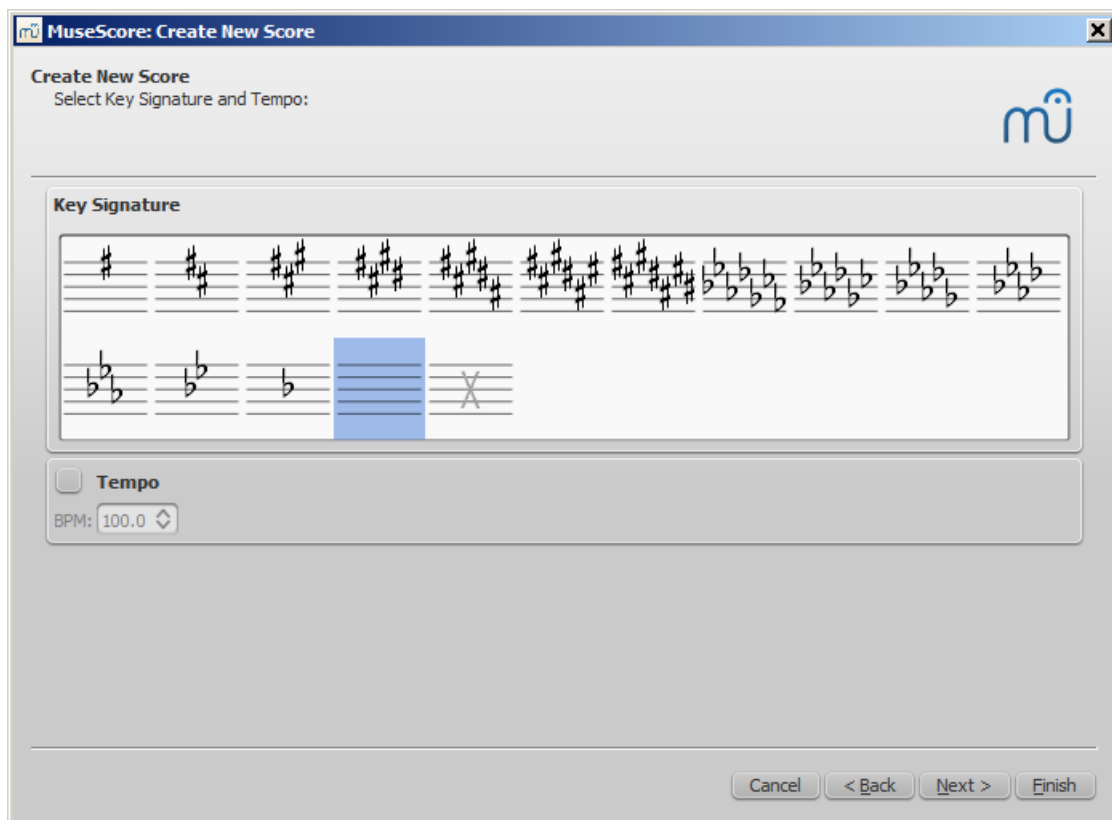 MuseScore: Create New Score
Create New Score
Select Key Signature and Tempo:
Key Signature
Tempo
BPM: 100.0
Cancel < Back Next > Finish